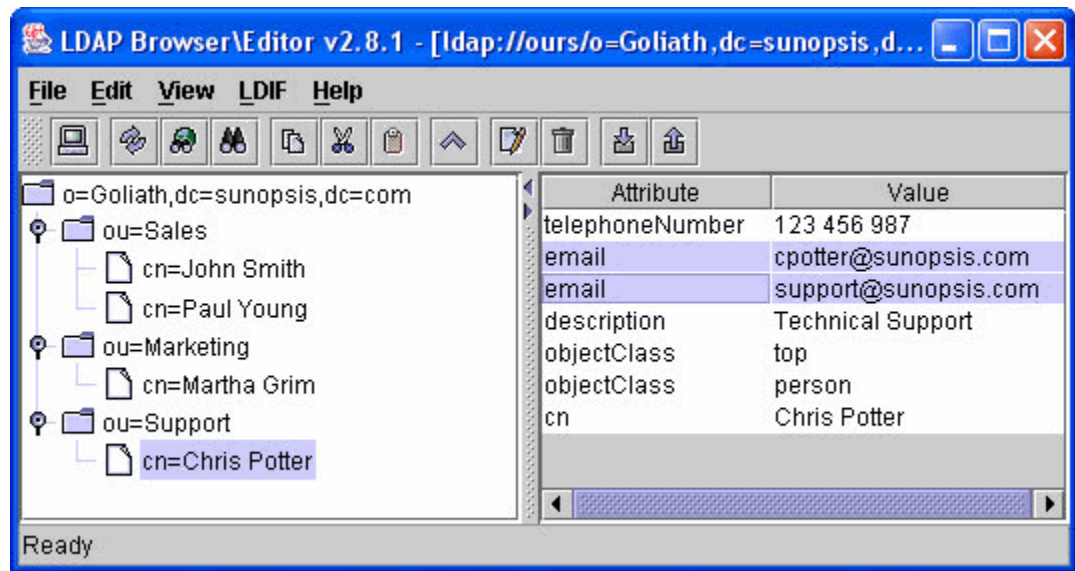 LDAP Browser\Editor v2.8.1 - [ldap://ours/o=Goliath,dc=sunopsis,d...
File Edit View LDIF Help
o=Goliath,dc=sunopsis,dc=com
ou=Sales
cn=John Smith
cn=Paul Young
ou=Marketing
cn=Martha Grim
ou=Support
cn=Chris Potter
Attribute Value
telephoneNumber 123 456 987
email cpotter@sunopsis.com
email support@sunopsis.com
description Technical Support
objectClass top
objectClass person
cn Chris Potter
Ready